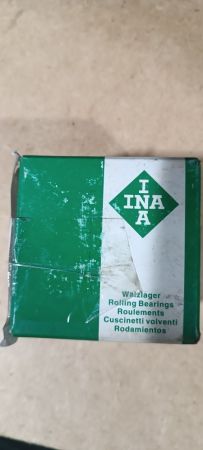 I
INA
A
Wälzlager
Rolling Bearings
Roulements
Cuscinetti volventi
Rodamientos